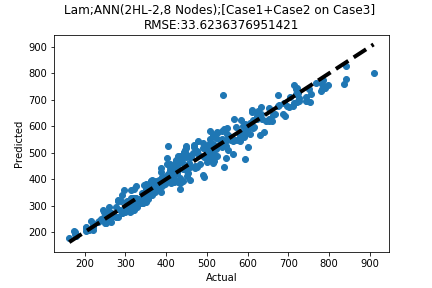 Lam;ANN(2HL-2,8 Nodes);[Case1+Case2 on Case3]
RMSE:33.6236376951421
900
800
700
600
500
400
300
200
Predicted
200 300 400 500 600 700 800 900
Actual